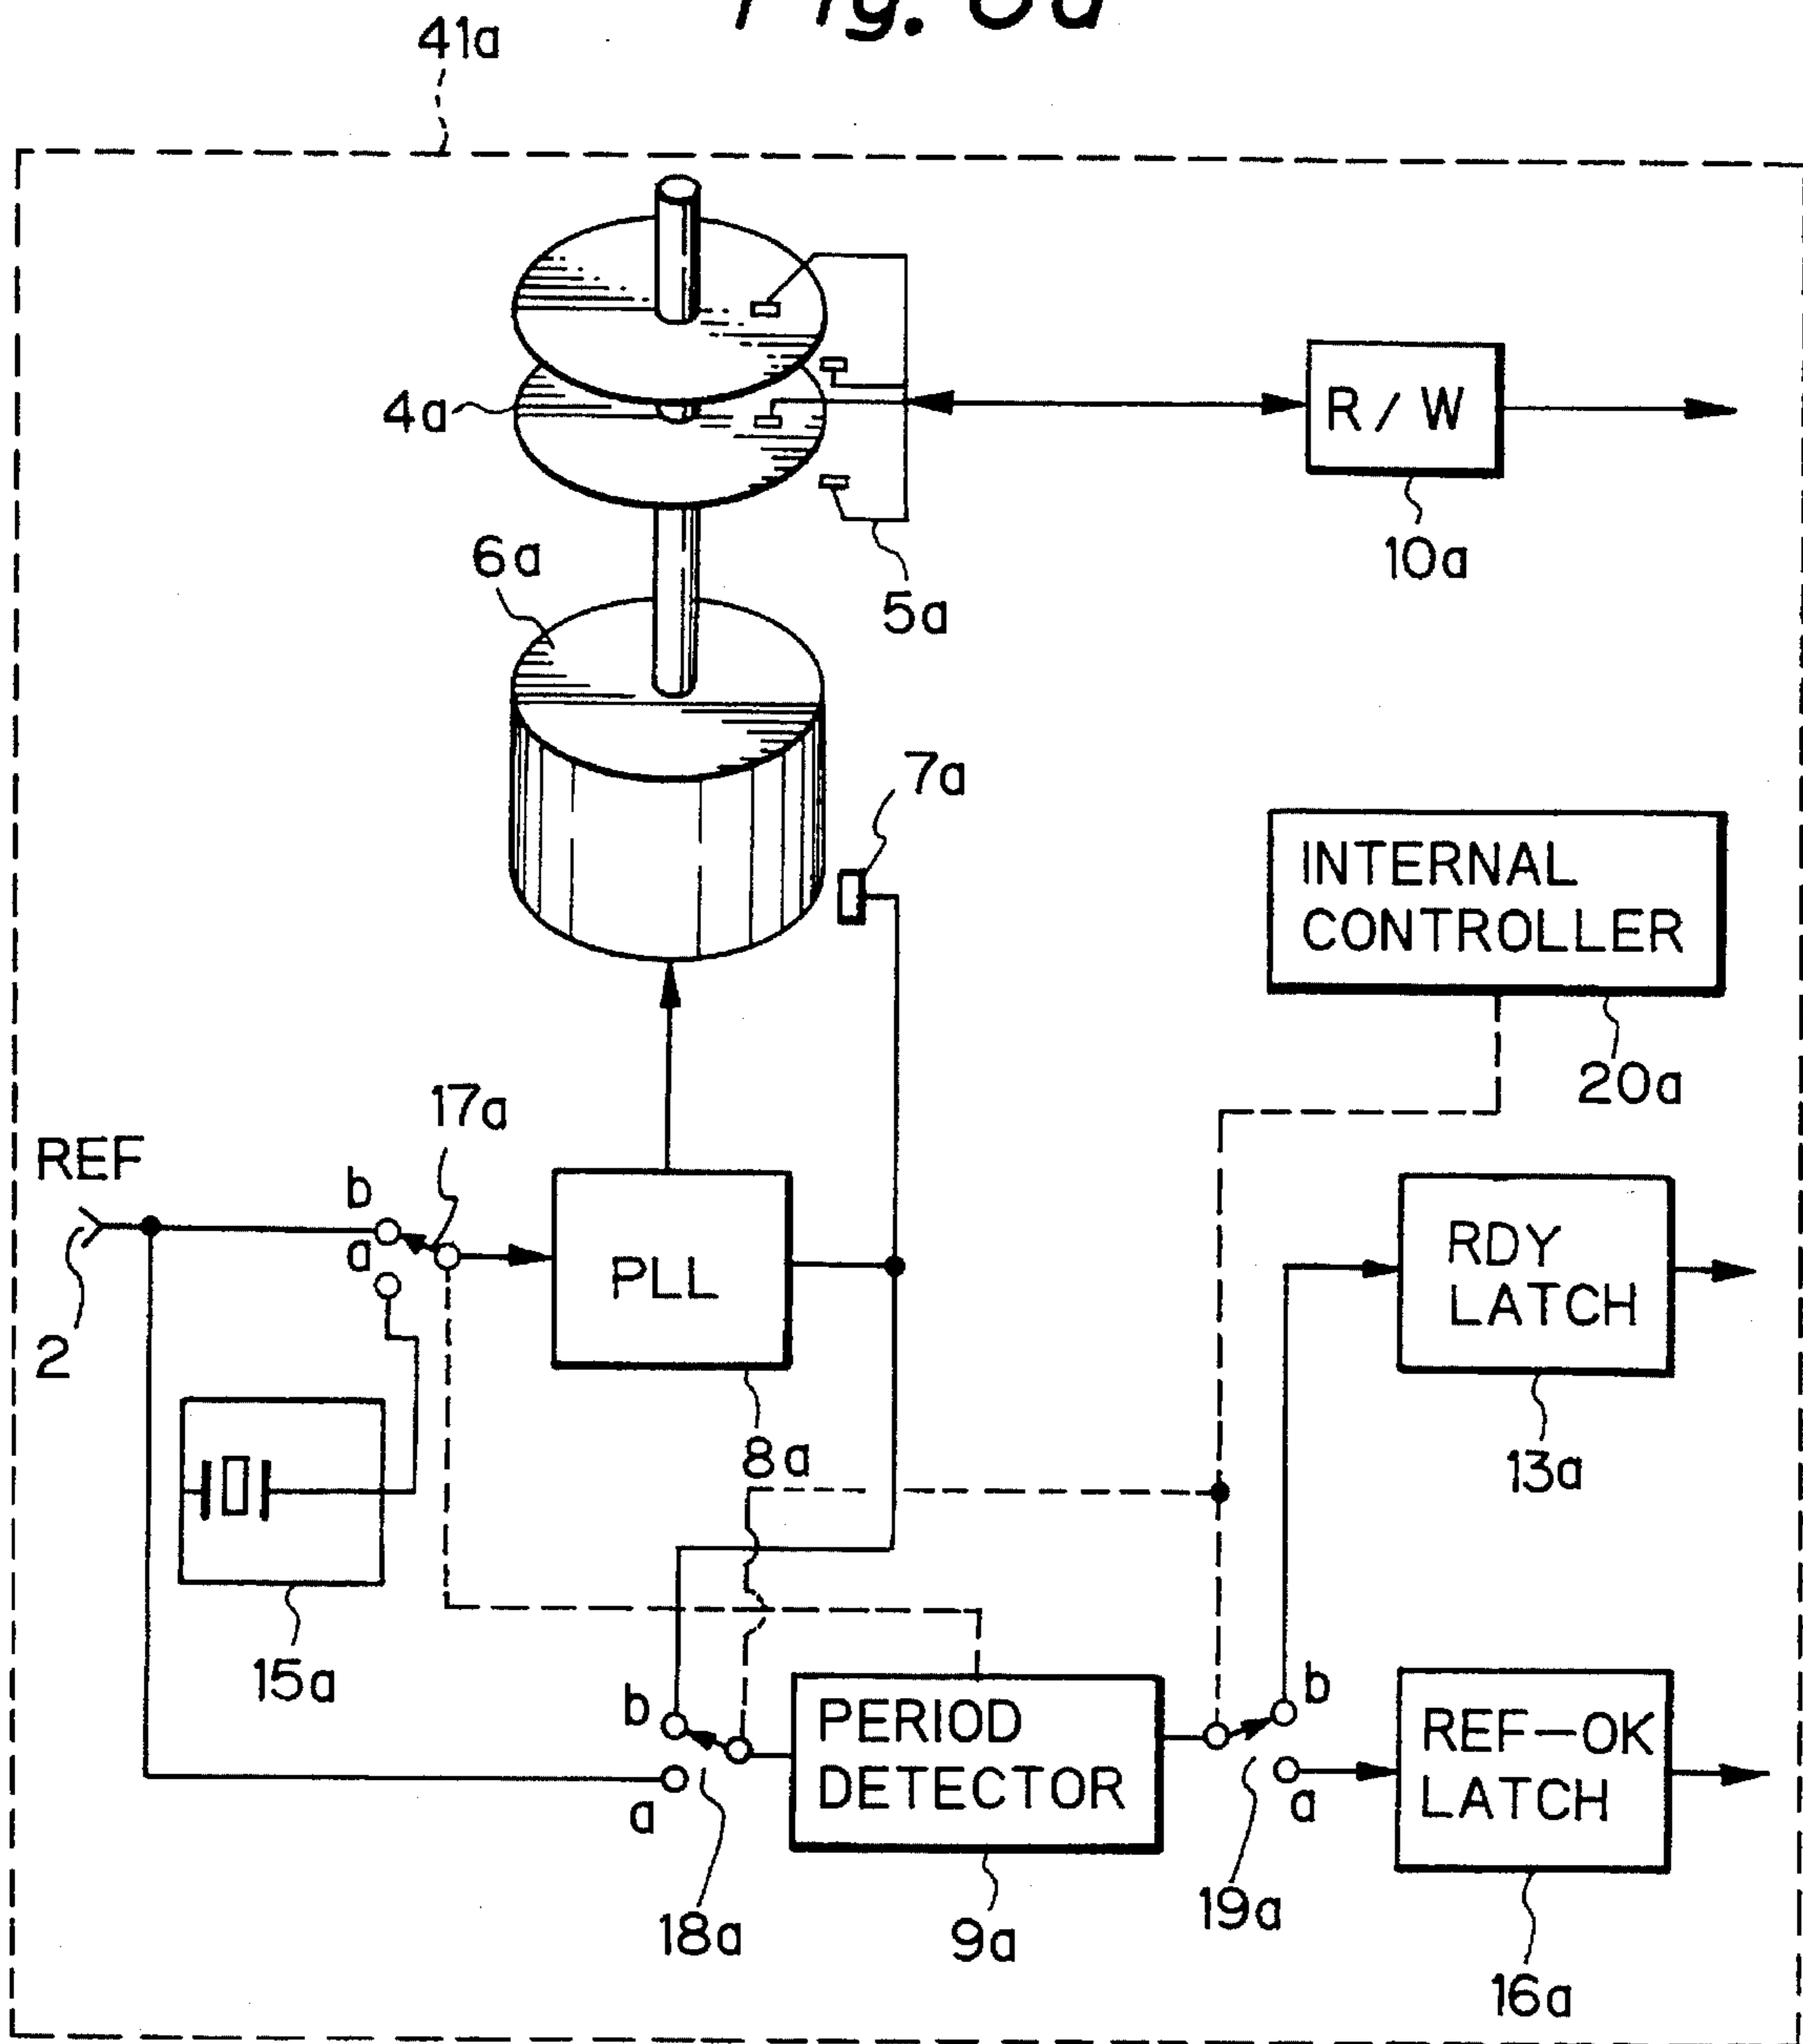 41a
4a
R/W
10a
6a
5a
7a
INTERNAL
CONTROLLER
20a
17a
REF
b
a
2
PLL
8a
RDY
LATCH
13a
15a
b
a
18a
PERIOD
DETECTOR
9a
b
a
19a
REF-OK
LATCH
16a